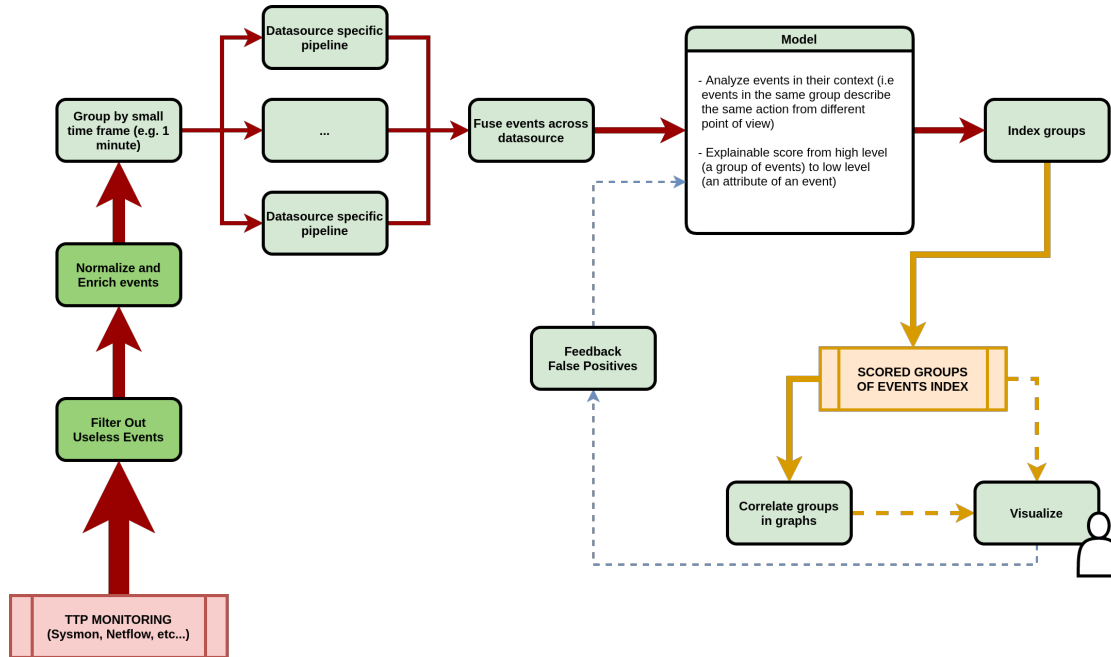 Datasource specific
pipeline
Group by small
time frame (e.g. 1
minute)
...
Datasource specific
pipeline
Fuse events across
datasource
Model
- Analyze events in their context (i.e
events in the same group describe
the same action from different
point of view)
- Explainable score from high level
(a group of events) to low level
(an attribute of an event)
Index groups
Normalize and
Enrich events
Filter Out
Useless Events
TTP MONITORING
(Sysmon, Netflow, etc...)
Feedback
False Positives
SCORED GROUPS
OF EVENTS INDEX
Correlate groups
in graphs
Visualize